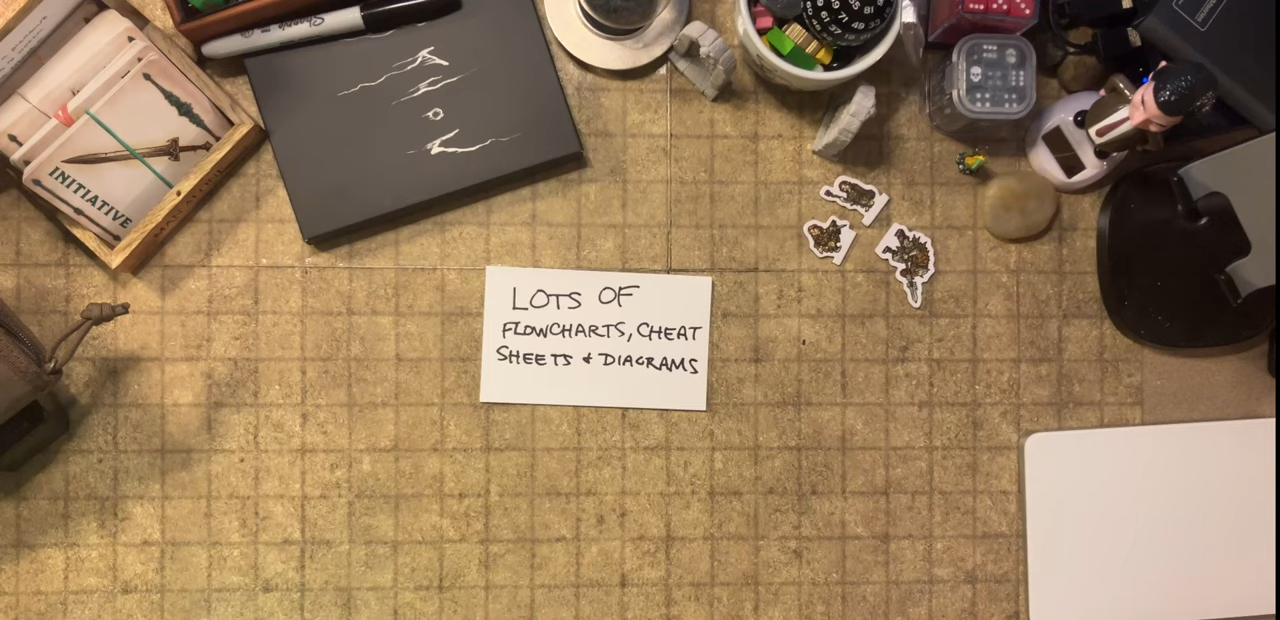 Sharpie
INITIATIVE
LOTS OF
FLOWCHARTS, CHEAT
SHEETS & DIAGRAMS